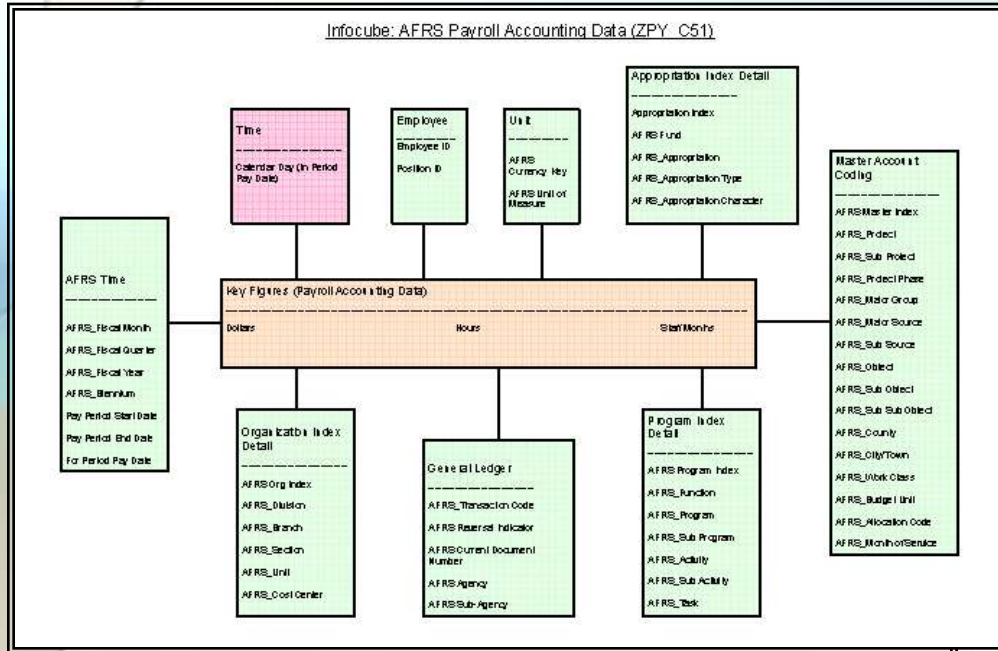 Infocube: AFRS Payroll Accounting Data (ZPY_C51)
Time
Calendar Day (In Period
Pay Date)
Employee
Employee ID
Position ID
Unit
AFRS
Currency Key
AFRS Unit of
Measure
Appropriation Index Detail
Appropriation Index
AFRS Fund
AFRS_Appropriation
AFRS_Appropriation Type
AFRS_Appropriation Character
Master Account
Coding
AFRS Master Index
AFRS_Project
AFRS_Sub Project
AFRS_Project Phase
AFRS_Major Group
AFRS_Major Source
AFRS_Sub Source
AFRS_Object
AFRS_Sub Object
AFRS_Sub Sub Object
AFRS_County
AFRS_City/Town
AFRS_Work Class
AFRS_Budget Unit
AFRS_Allocation Code
AFRS_Month of Service
AFRS Time
AFRS_Fiscal Month
AFRS_Fiscal Quarter
AFRS_Fiscal Year
AFRS_Biennium
Pay Period Start Date
Pay Period End Date
For Period Pay Date
Key Figures (Payroll Accounting Data)
Dollars Hours Staff Months
Organization Index
Detail
AFRS Org Index
AFRS_Division
AFRS_Branch
AFRS_Section
AFRS_Unit
AFRS_Cost Center
General Ledger
AFRS_Transaction Code
AFRS Reversal Indicator
AFRS Current Document
Number
AFRS Agency
AFRS Sub-Agency
Program Index
Detail
AFRS Program Index
AFRS_Function
AFRS_Program
AFRS_Sub Program
AFRS_Activity
AFRS_Sub Activity
AFRS_Task